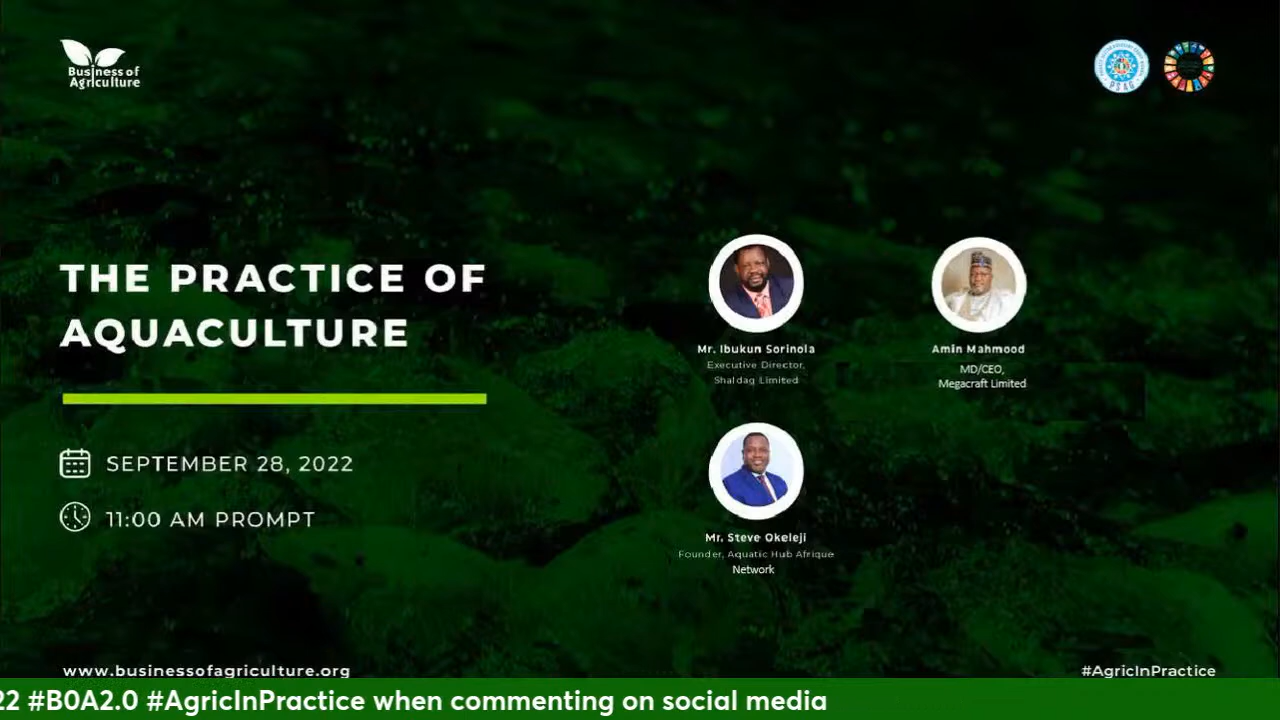 Business of
Agriculture
PSAG
THE PRACTICE OF
AQUACULTURE
SEPTEMBER 28, 2022
11:00 AM PROMPT
Mr. Ibukun Sorinola
Executive Director,
Shaldag Limited
Amin Mahmood
MD/CEO,
Megacraft Limited
Mr. Steve Okeleji
Founder, Aquatic Hub Afrique
Network
www.businessofagriculture.org
#AgricInPractice
22 #B0A2.0 #AgricInPractice when commenting on social media